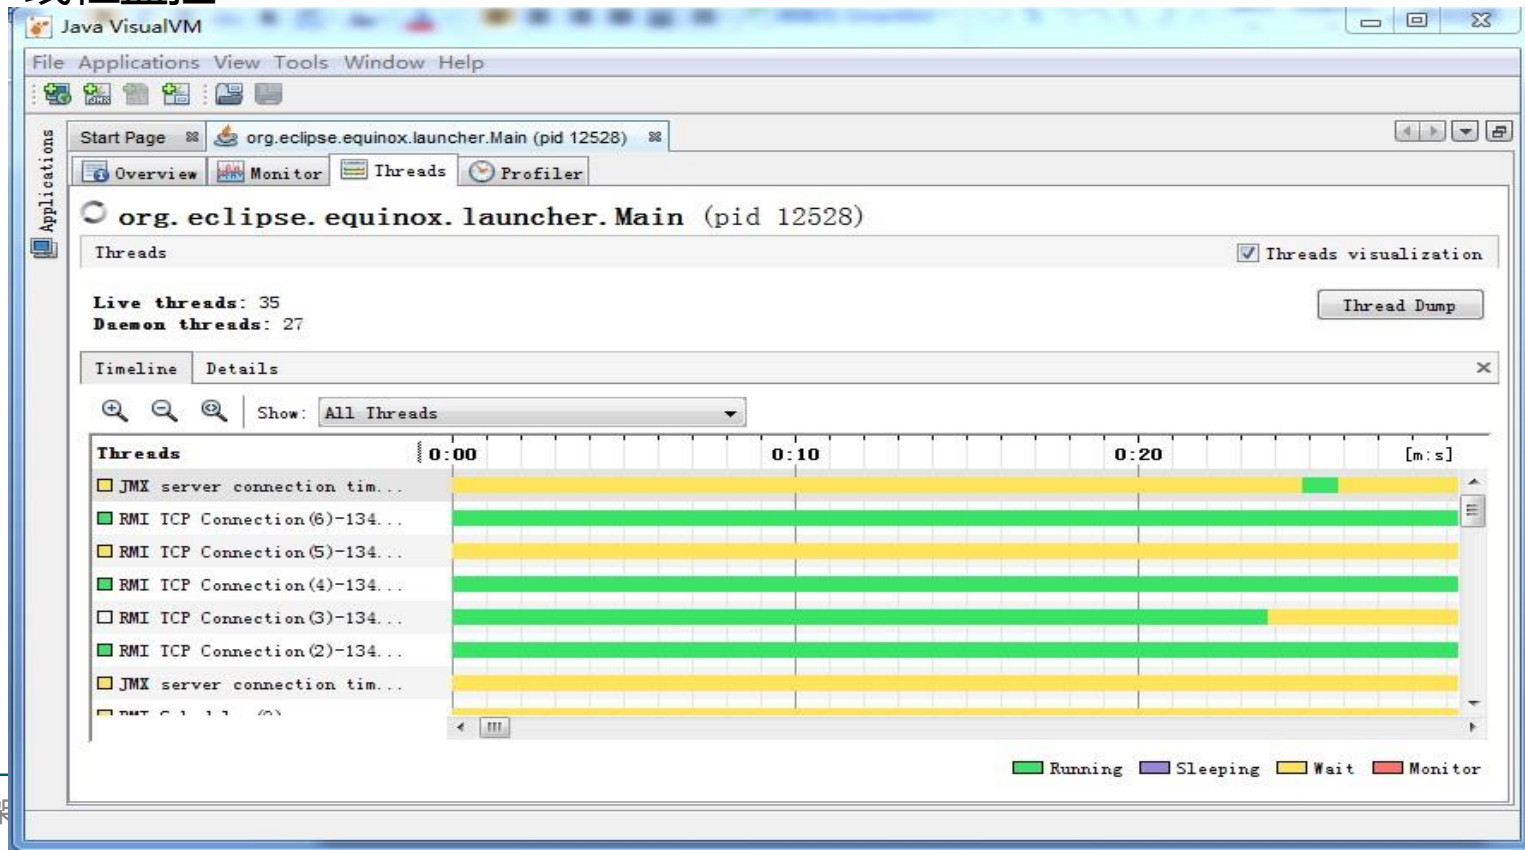 线程监控
Java VisualVM
File Applications View Tools Window Help
Applications
Start Page org.eclipse.equinox.launcher.Main (pid 12528)
Overview Monitor Threads Profiler
org.eclipse.equinox.launcher.Main (pid 12528)
Threads Threads visualization
Live threads: 35
Daemon threads: 27
Thread Dump
Timeline Details
Show: All Threads
Threads 0:00 0:10 0:20 [m:s]
JMX server connection tim...
RMI TCP Connection(6)-134...
RMI TCP Connection(5)-134...
RMI TCP Connection(4)-134...
RMI TCP Connection(3)-134...
RMI TCP Connection(2)-134...
JMX server connection tim...
Running Sleeping Wait Monitor